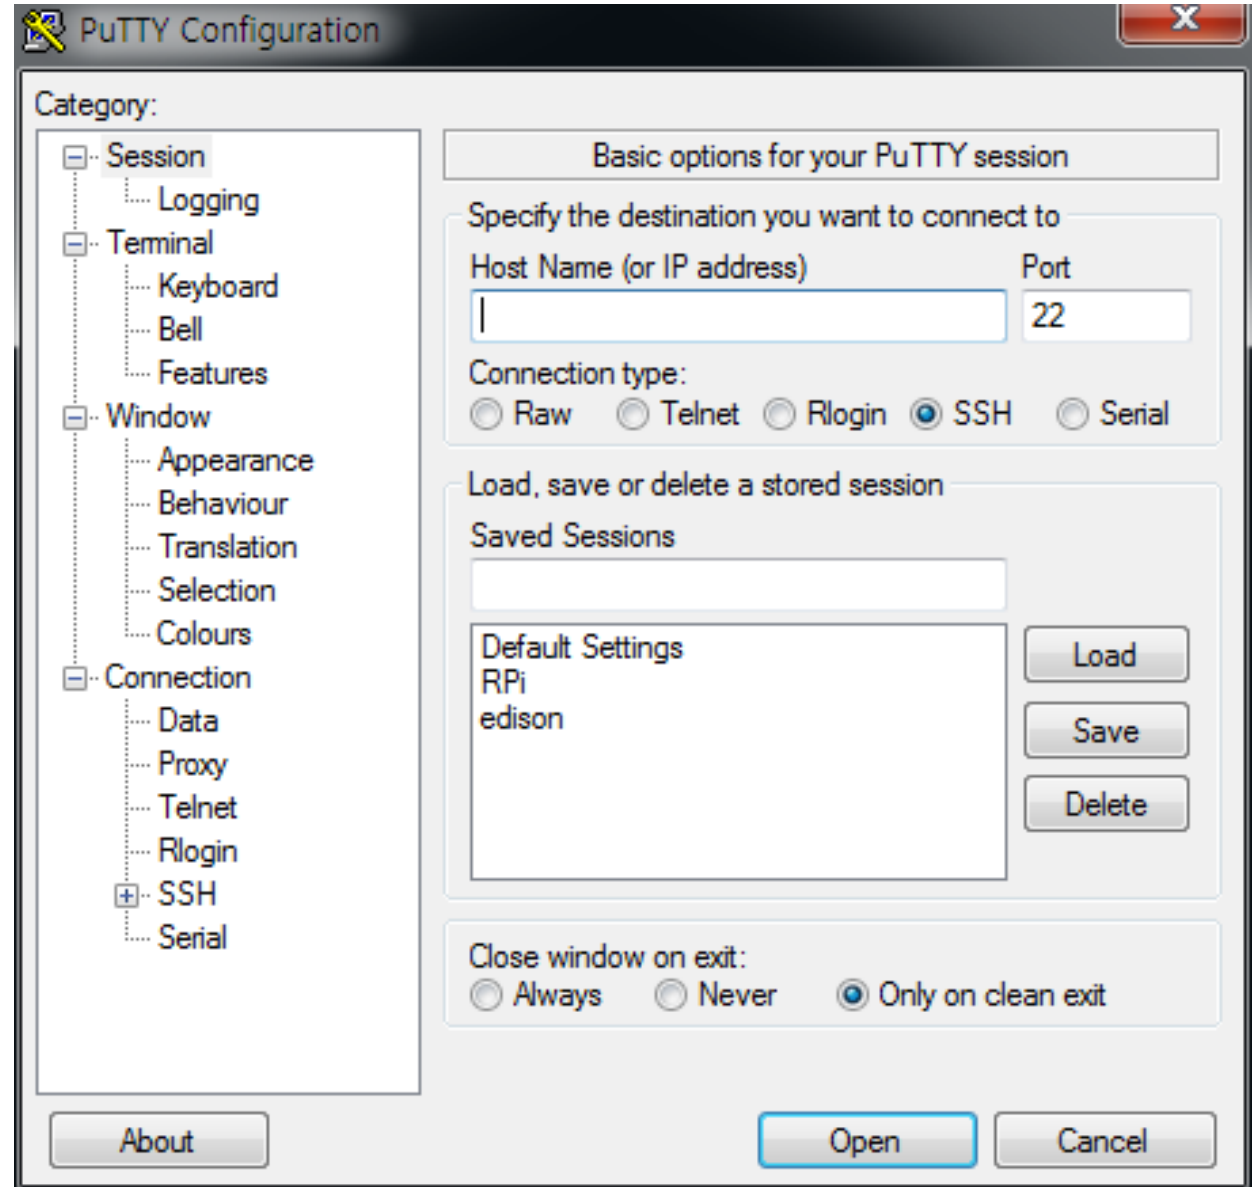 PuTTY Configuration
Category:
Session
Logging
Terminal
Keyboard
Bell
Features
Window
Appearance
Behaviour
Translation
Selection
Colours
Connection
Data
Proxy
Telnet
Rlogin
SSH
Serial
Basic options for your PuTTY session
Specify the destination you want to connect to
Host Name (or IP address) Port
22
Connection type:
Raw Telnet Rlogin SSH Serial
Load, save or delete a stored session
Saved Sessions
Default Settings
RPi
edison
Load
Save
Delete
Close window on exit:
Always Never Only on clean exit
About Open Cancel